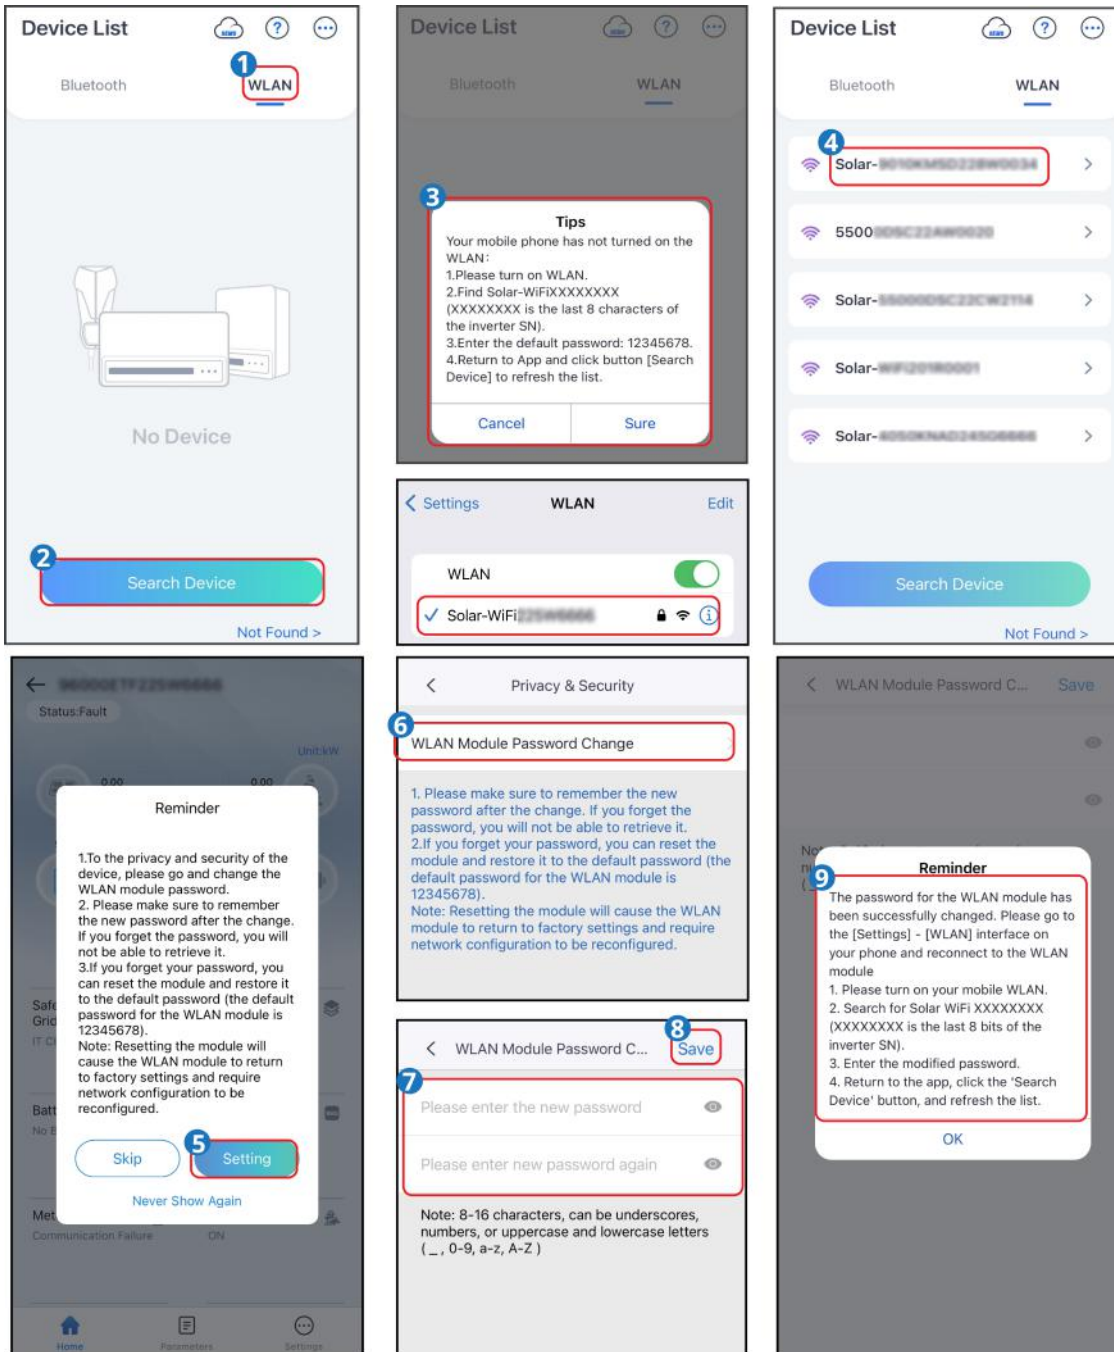 Device List
SEMS
?
Bluetooth
1
WLAN
No Device
2
Search Device
Not Found >
Device List
?
Bluetooth
WLAN
3
Tips
Your mobile phone has not turned on the
WLAN:
1.Please turn on WLAN.
2.Find Solar-WiFiXXXXXXXX
(XXXXXXXX is the last 8 characters of
the inverter SN).
3.Enter the default password: 12345678.
4.Return to App and click button [Search
Device] to refresh the list.
Cancel
Sure
Settings
WLAN
Edit
WLAN
Solar-WiFi
Device List
SEMS
?
Bluetooth
WLAN
4
Solar-
5500
Solar-
Solar-
Solar-
Search Device
Not Found >
Status:Fault
Unit:kW
0.00
0.00
Reminder
1.To the privacy and security of the
device, please go and change the
WLAN module password.
2. Please make sure to remember
the new password after the change.
If you forget the password, you will
not be able to retrieve it.
3.If you forget your password, you
can reset the module and restore it
to the default password (the default
password for the WLAN module is
12345678).
Note: Resetting the module will
cause the WLAN module to return
to factory settings and require
network configuration to be
reconfigured.
5
Skip
Setting
Never Show Again
Safe
Grid
Batt
Met
Communication Failure
ON
Home
Parameters
Settings
Privacy & Security
6
WLAN Module Password Change
1. Please make sure to remember the new
password after the change. If you forget the
password, you will not be able to retrieve it.
2.If you forget your password, you can reset the
module and restore it to the default password (the
default password for the WLAN module is
12345678).
Note: Resetting the module will cause the WLAN
module to return to factory settings and require
network configuration to be reconfigured.
WLAN Module Password C...
8
Save
7
Please enter the new password
Please enter new password again
Note: 8-16 characters, can be underscores,
numbers, or uppercase and lowercase letters
( _ , 0-9, a-z, A-Z )
WLAN Module Password C...
Save
9
Reminder
The password for the WLAN module has
been successfully changed. Please go to
the [Settings] - [WLAN] interface on
your phone and reconnect to the WLAN
module
1. Please turn on your mobile WLAN.
2. Search for Solar WiFi XXXXXXXX
(XXXXXXXX is the last 8 bits of the
inverter SN).
3. Enter the modified password.
4. Return to the app, click the 'Search
Device' button, and refresh the list.
OK